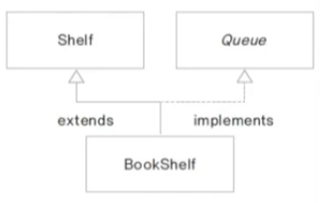 Shelf
Queue
extends
implements
BookShelf